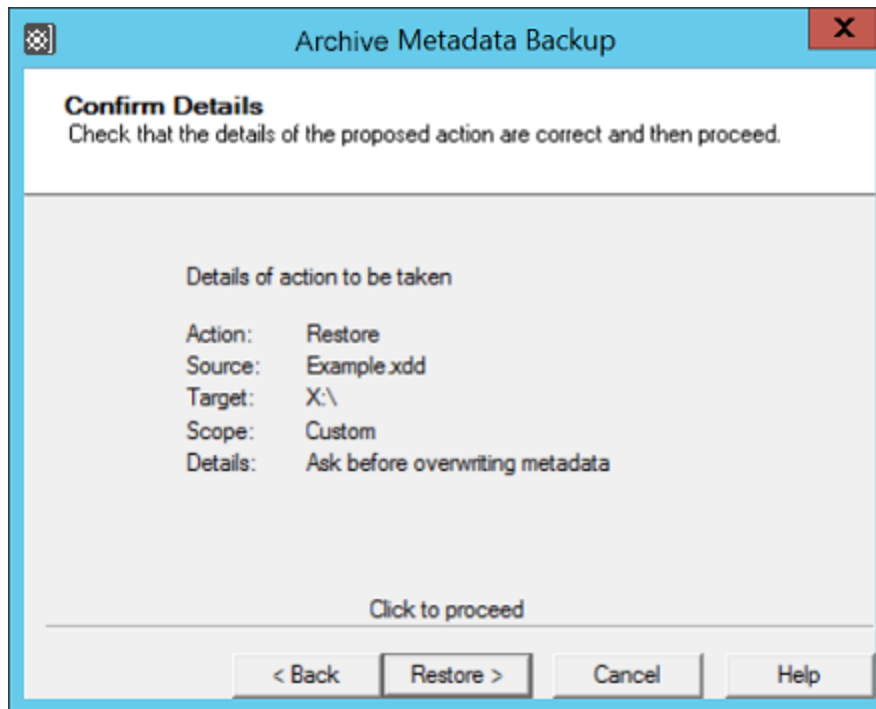 Archive Metadata Backup
X
Confirm Details
Check that the details of the proposed action are correct and then proceed.
Details of action to be taken
Action: Restore
Source: Example.xdd
Target: X:\
Scope: Custom
Details: Ask before overwriting metadata
Click to proceed
< Back Restore > Cancel Help